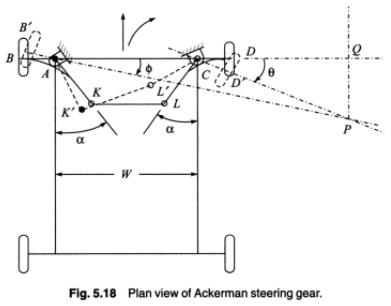 B′
B
A
ϕ
C
D
D
θ
Q
K
K′
L′
L
P
α
α
W
Fig. 5.18 Plan view of Ackerman steering gear.